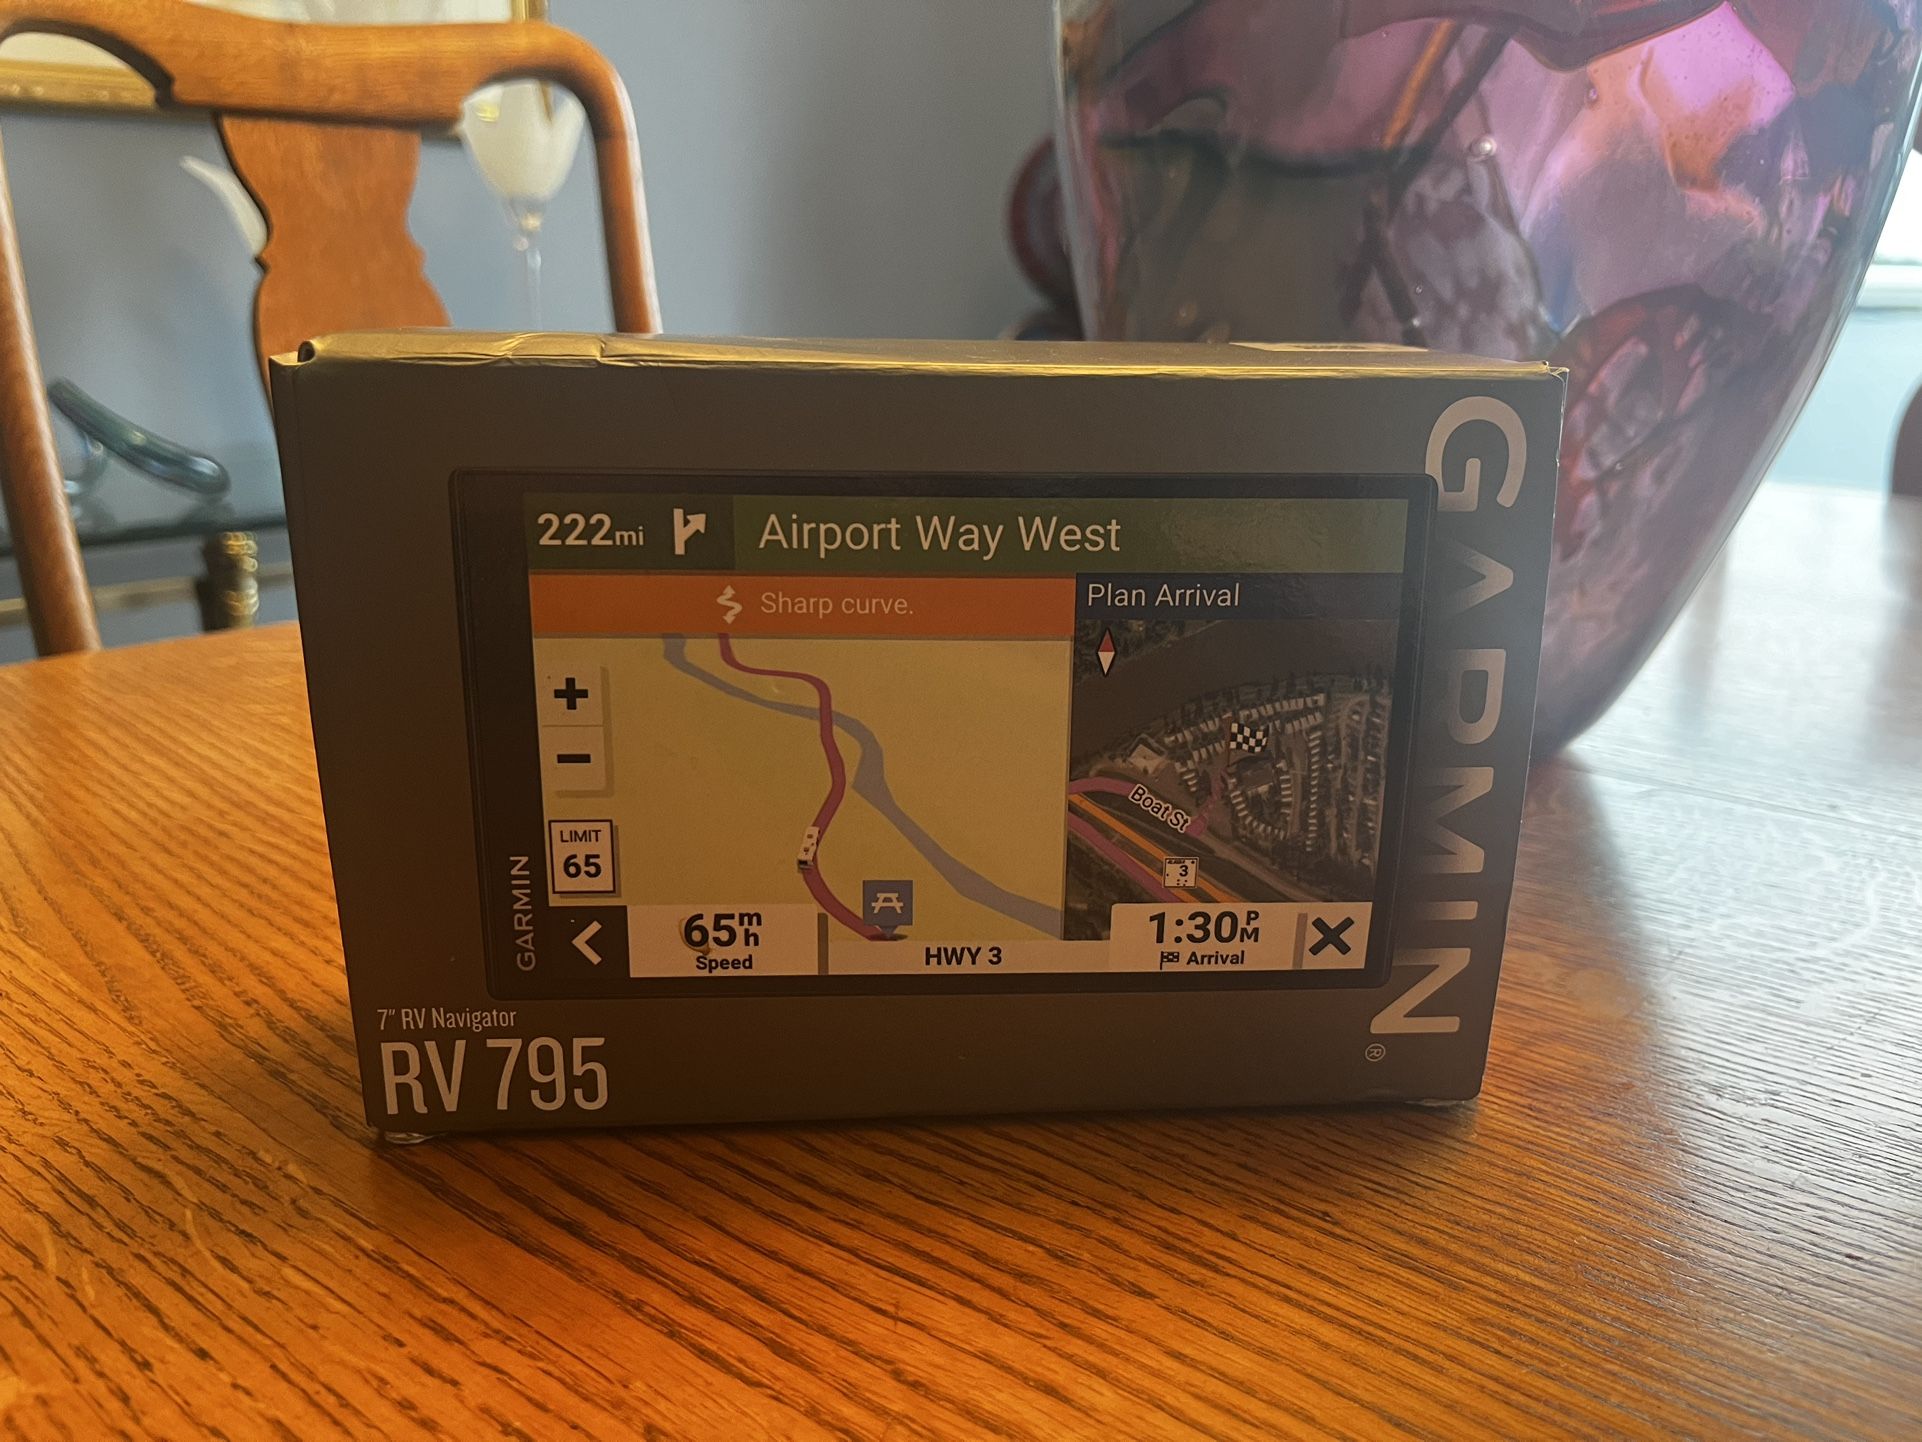 222mi
Airport Way West
Sharp curve.
Plan Arrival
+
−
LIMIT
65
Boat St
3
65mh
Speed
HWY 3
1:30PM
Arrival
GARMIN
GARMIN®
7" RV Navigator
RV 795